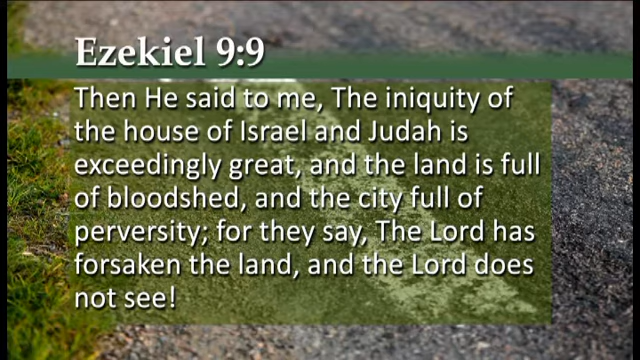 Ezekiel 9:9
Then He said to me, The iniquity of
the house of Israel and Judah is
exceedingly great, and the land is full
of bloodshed, and the city full of
perversity; for they say, The Lord has
forsaken the land, and the Lord does
not see!